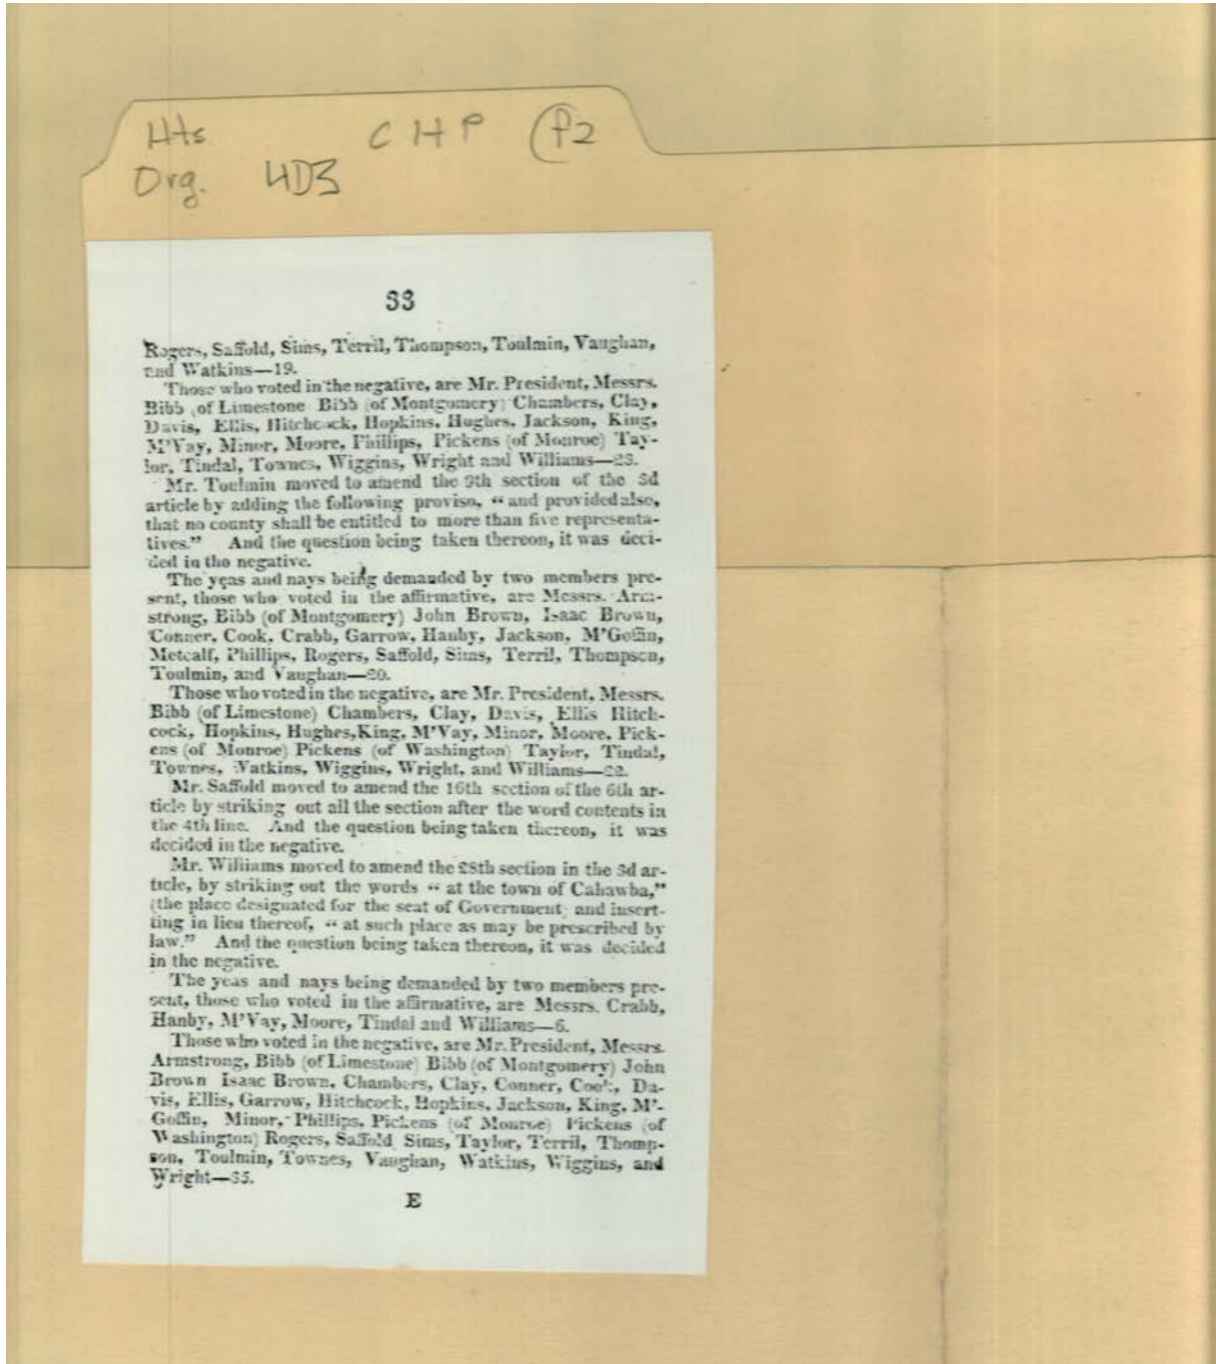 Hts C H P (f2
Org. 4D3
33
Rogers, Saffold, Sims, Terril, Thompson, Toulmin, Vaughan,
and Watkins—19.
Those who voted in the negative, are Mr. President, Messrs.
Bibb (of Limestone Bibb (of Montgomery) Chambers, Clay,
Davis, Ellis, Hitchcock, Hopkins, Hughes, Jackson, King,
M'Vay, Minor, Moore, Phillips, Pickens (of Monroe) Tay-
lor, Tindal, Townes, Wiggins, Wright and Williams—23.
Mr. Toulmin moved to amend the 9th section of the 3d
article by adding the following proviso, “and provided also,
that no county shall be entitled to more than five representa-
tives.” And the question being taken thereon, it was deci-
ded in the negative.
The yeas and nays being demanded by two members pre-
sent, those who voted in the affirmative, are Messrs. Arm-
strong, Bibb (of Montgomery) John Brown, Isaac Brown,
Conner, Cook, Crabb, Garrow, Hanby, Jackson, M'Goffin,
Metcalf, Phillips, Rogers, Saffold, Sims, Terril, Thompson,
Toulmin, and Vaughan—20.
Those who voted in the negative, are Mr. President, Messrs.
Bibb (of Limestone) Chambers, Clay, Davis, Ellis Hitch-
cock, Hopkins, Hughes, King, M'Vay, Minor, Moore, Pick-
ens (of Monroe) Pickens (of Washington) Taylor, Tindal,
Townes, Watkins, Wiggins, Wright, and Williams—22.
Mr. Saffold moved to amend the 16th section of the 6th ar-
ticle by striking out all the section after the word contents in
the 4th line. And the question being taken thereon, it was
decided in the negative.
Mr. Williams moved to amend the 28th section in the 3d ar-
ticle, by striking out the words “at the town of Cahawba,”
(the place designated for the seat of Government; and insert-
ting in lieu thereof, “at such place as may be prescribed by
law.” And the question being taken thereon, it was decided
in the negative.
The yeas and nays being demanded by two members pre-
sent, those who voted in the affirmative, are Messrs. Crabb,
Hanby, M'Vay, Moore, Tindal and Williams—6.
Those who voted in the negative, are Mr. President, Messrs.
Armstrong, Bibb (of Limestone) Bibb (of Montgomery) John
Brown Isaac Brown, Chambers, Clay, Conner, Cook, Da-
vis, Ellis, Garrow, Hitchcock, Hopkins, Jackson, King, M'-
Goffin, Minor, Phillips, Pickens (of Monroe) Pickens (of
Washington) Rogers, Saffold Sims, Taylor, Terril, Thomp-
son, Toulmin, Townes, Vaughan, Watkins, Wiggins, and
Wright—35.
E